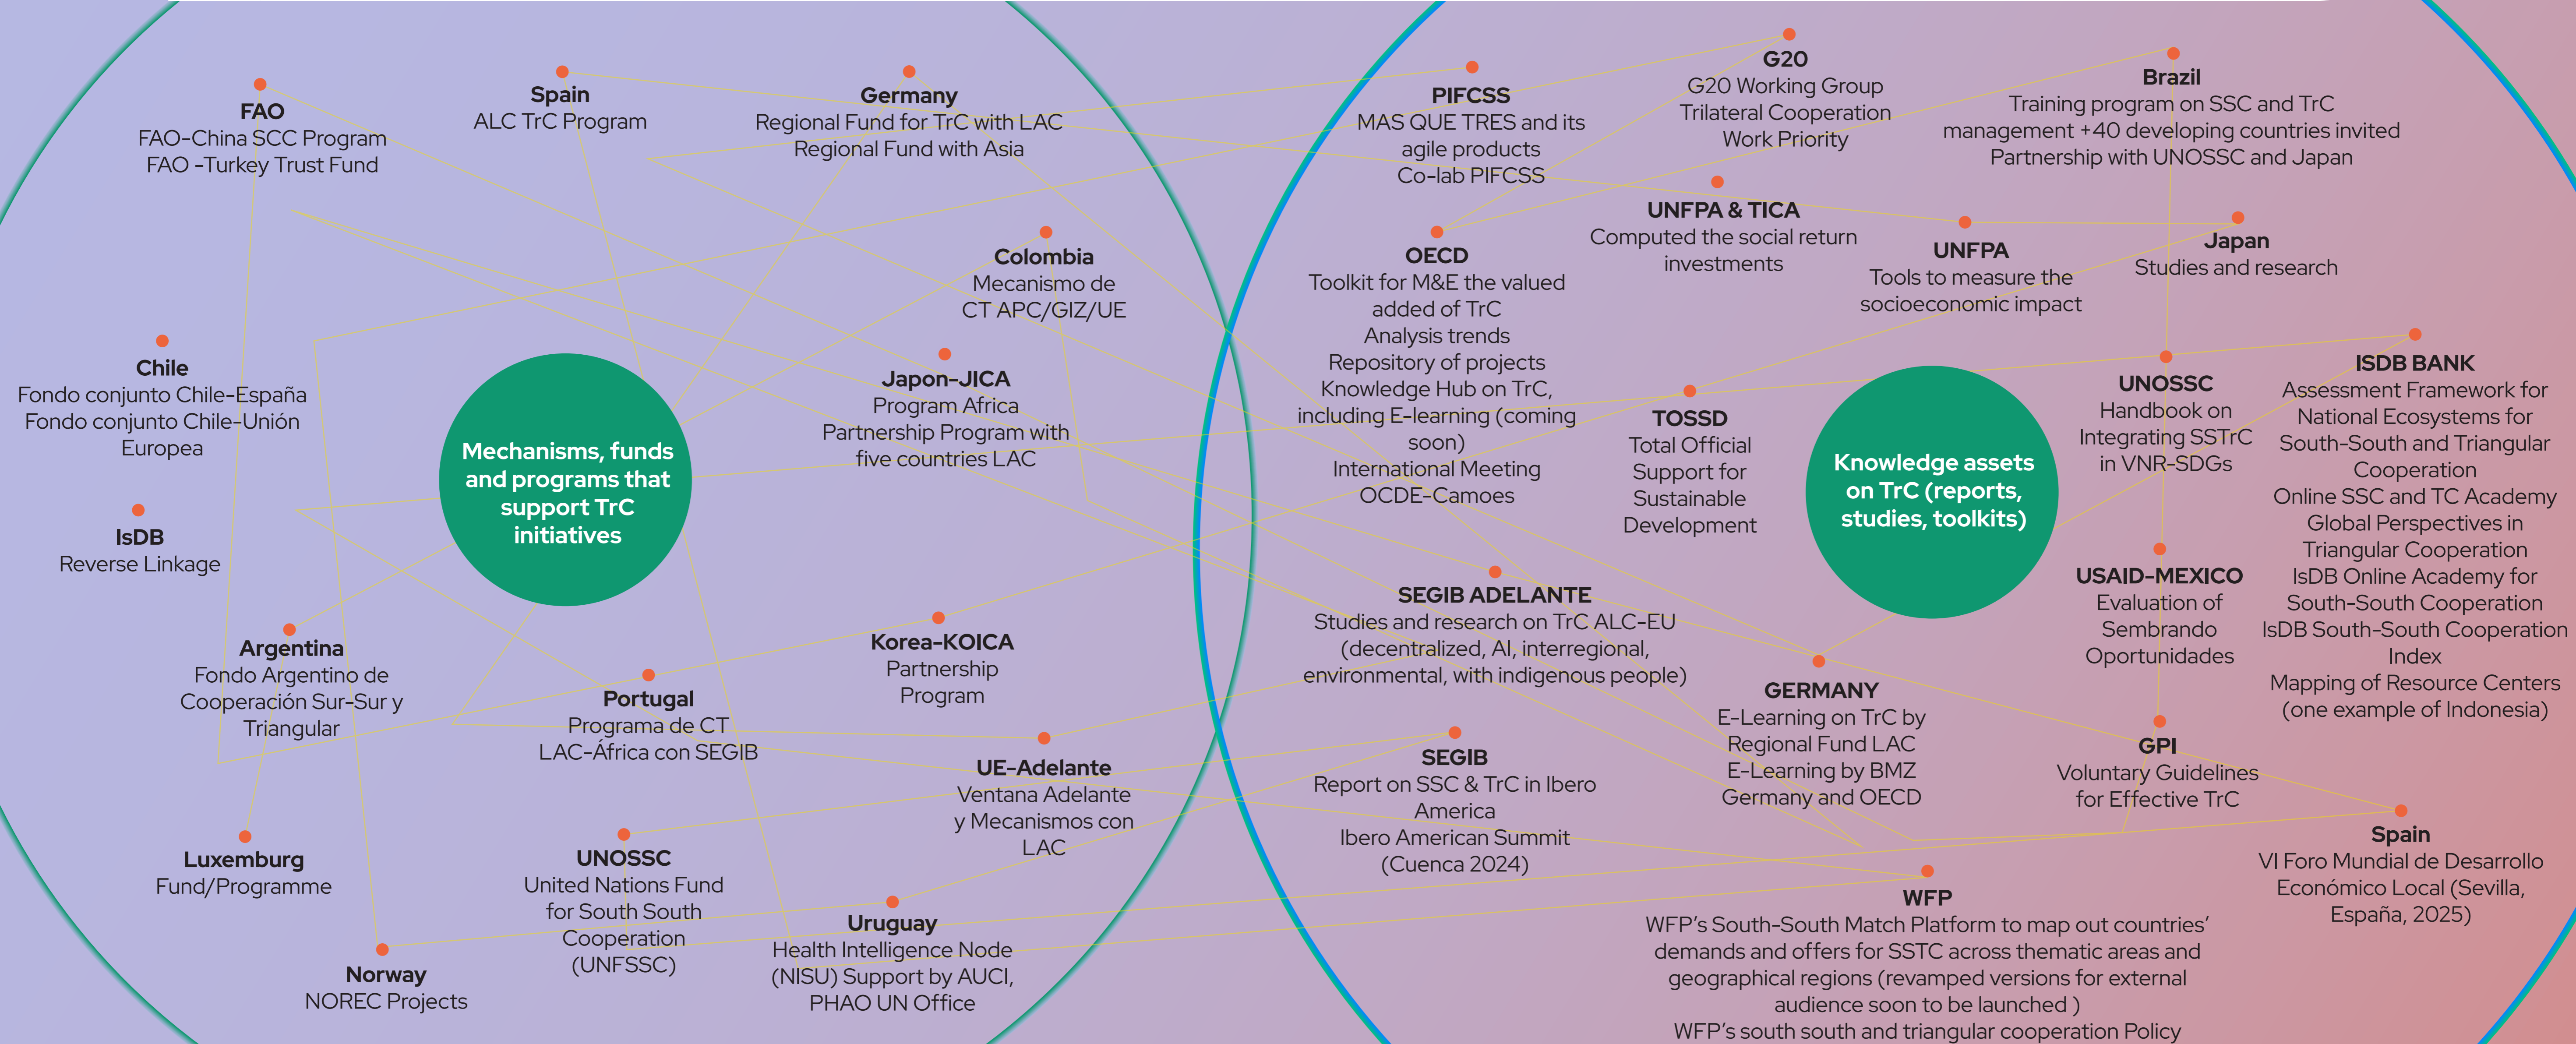 FAO
FAO-China SCC Program
FAO -Turkey Trust Fund
Spain
ALC TrC Program
Germany
Regional Fund for TrC with LAC
Regional Fund with Asia
Colombia
Mecanismo de
CT APC/GIZ/UE
Chile
Fondo conjunto Chile-España
Fondo conjunto Chile-Unión
Europea
Japon-JICA
Program Africa
Partnership Program with
five countries LAC
Mechanisms, funds
and programs that
support TrC
initiatives
IsDB
Reverse Linkage
Argentina
Fondo Argentino de
Cooperación Sur-Sur y
Triangular
Korea-KOICA
Partnership
Program
Portugal
Programa de CT
LAC-África con SEGIB
UE-Adelante
Ventana Adelante
y Mecanismos con
LAC
Luxemburg
Fund/Programme
UNOSSC
United Nations Fund
for South South
Cooperation
(UNFSSC)
Uruguay
Health Intelligence Node
(NISU) Support by AUCI,
PHAO UN Office
Norway
NOREC Projects
PIFCSS
MAS QUE TRES and its
agile products
Co-lab PIFCSS
G20
G20 Working Group
Trilateral Cooperation
Work Priority
Brazil
Training program on SSC and TrC
management +40 developing countries invited
Partnership with UNOSSC and Japan
UNFPA & TICA
Computed the social return
investments
UNFPA
Tools to measure the
socioeconomic impact
Japan
Studies and research
OECD
Toolkit for M&E the valued
added of TrC
Analysis trends
Repository of projects
Knowledge Hub on TrC,
including E-learning (coming
soon)
International Meeting
OCDE-Camoes
TOSSD
Total Official
Support for
Sustainable
Development
Knowledge assets
on TrC (reports,
studies, toolkits)
UNOSSC
Handbook on
Integrating SSTrC
in VNR-SDGs
ISDB BANK
Assessment Framework for
National Ecosystems for
South-South and Triangular
Cooperation
Online SSC and TC Academy
Global Perspectives in
Triangular Cooperation
IsDB Online Academy for
South-South Cooperation
IsDB South-South Cooperation
Index
Mapping of Resource Centers
(one example of Indonesia)
USAID-MEXICO
Evaluation of
Sembrando
Oportunidades
SEGIB ADELANTE
Studies and research on TrC ALC-EU
(decentralized, AI, interregional,
environmental, with indigenous people)
GERMANY
E-Learning on TrC by
Regional Fund LAC
E-Learning by BMZ
Germany and OECD
GPI
Voluntary Guidelines
for Effective TrC
SEGIB
Report on SSC & TrC in Ibero
America
Ibero American Summit
(Cuenca 2024)
Spain
VI Foro Mundial de Desarrollo
Económico Local (Sevilla,
España, 2025)
WFP
WFP's South-South Match Platform to map out countries'
demands and offers for SSTC across thematic areas and
geographical regions (revamped versions for external
audience soon to be launched )
WFP's south south and triangular cooperation Policy